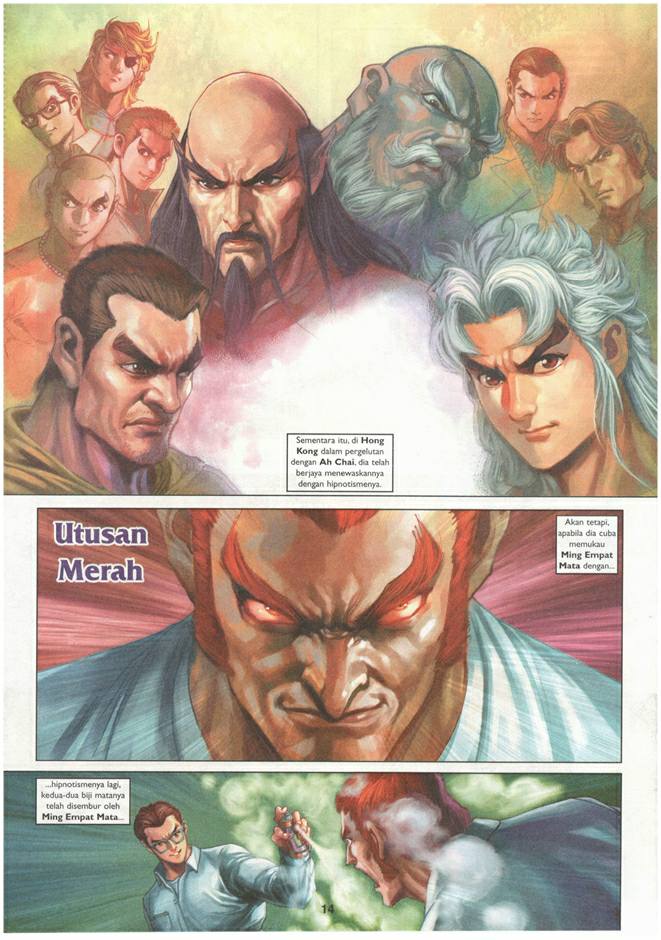 Sementara itu, di Hong
Kong dalam pergelutan
dengan Ah Chai, dia telah
berjaya menewaskannya
dengan hipnotismenya.
Utusan
Merah
Akan tetapi,
apabila dia cuba
memukau
Ming Empat
Mata dengan...
...hipnotismenya lagi,
kedua-dua biji matanya
telah disembur oleh
Ming Empat Mata...
14